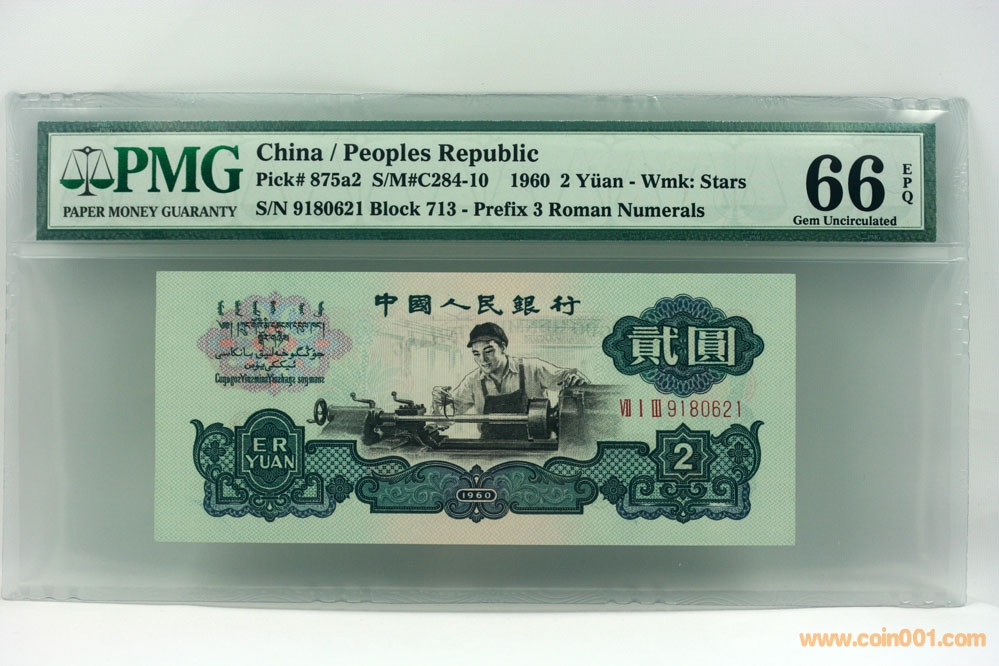 PMG
PAPER MONEY GUARANTY
China / Peoples Republic
Pick# 875a2 S/M#C284-10 1960 2 Yüan - Wmk: Stars
S/N 9180621 Block 713 - Prefix 3 Roman Numerals
66
EPQ
Gem Uncirculated
中國人民銀行
貳圓
VII I III 9180621
ER
YUAN
2
1960
www.coin001.com